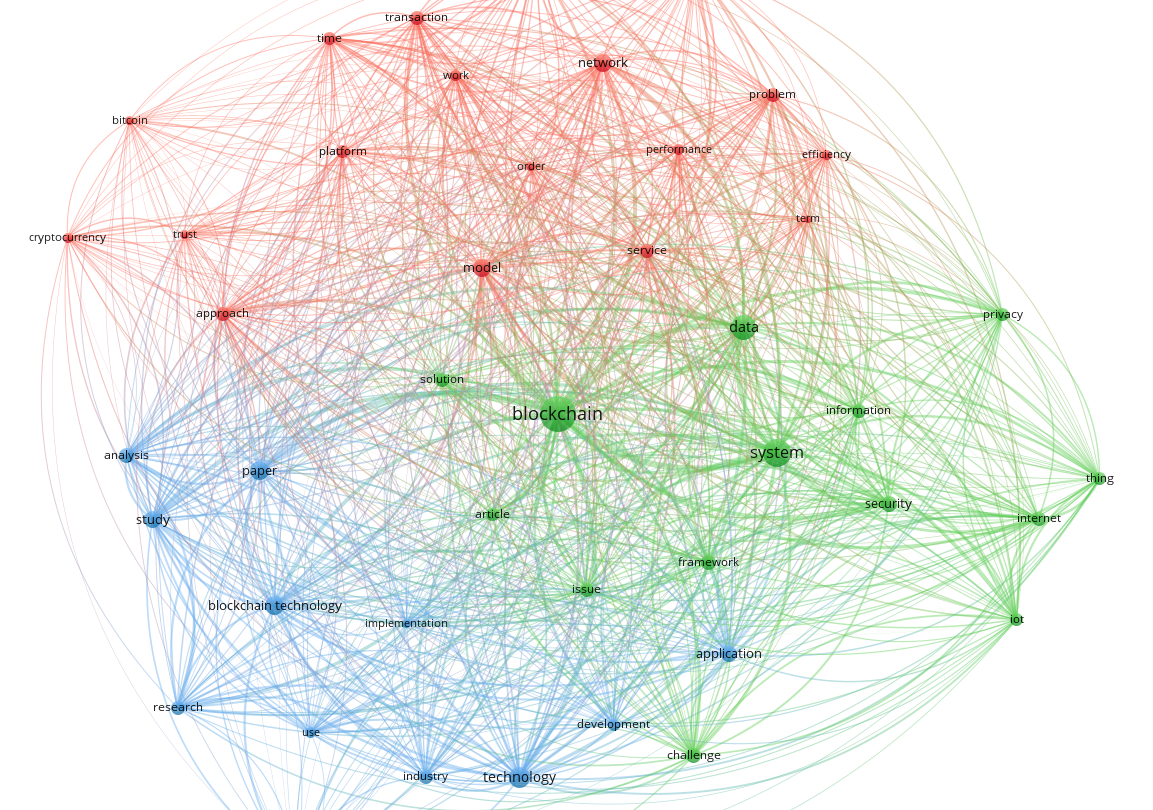 transaction
time
network
work
problem
bitcoin
platform
performance
efficiency
order
term
trust
cryptocurrency
service
model
approach
privacy
data
solution
information
blockchain
system
analysis
paper
thing
security
article
study
internet
framework
issue
blockchain technology
iot
implementation
application
research
development
use
challenge
industry
technology